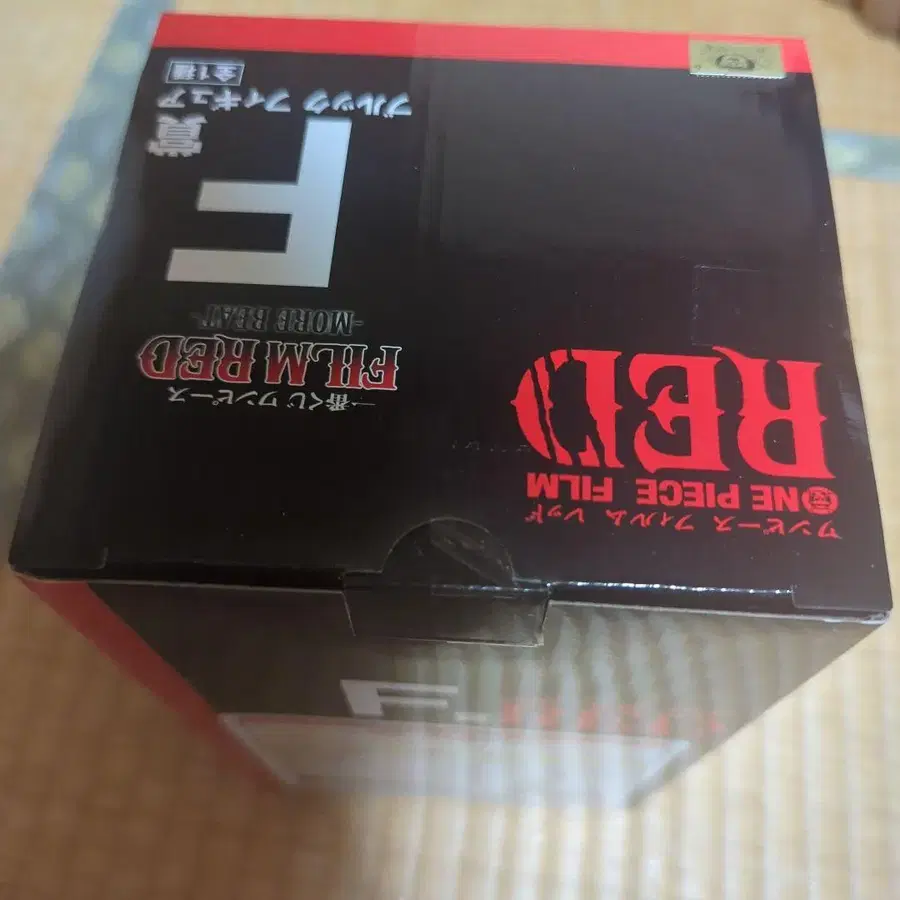 ワンピース フィルム レッド
ONE PIECE FILM
RED
一番くじ ワンピース
FILM RED
-MORE BEAT-
F
賞
ブルック フィギュア
全1種
F